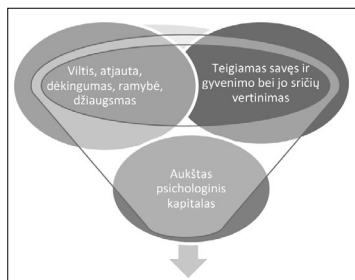 Viltis, atjauta,
dėkingumas, ramybė,
džiaugsmas
Teigiamas savęs ir
gyvenimo bei jo sričių
vertinimas
Aukštas
psichologinis
kapitalas